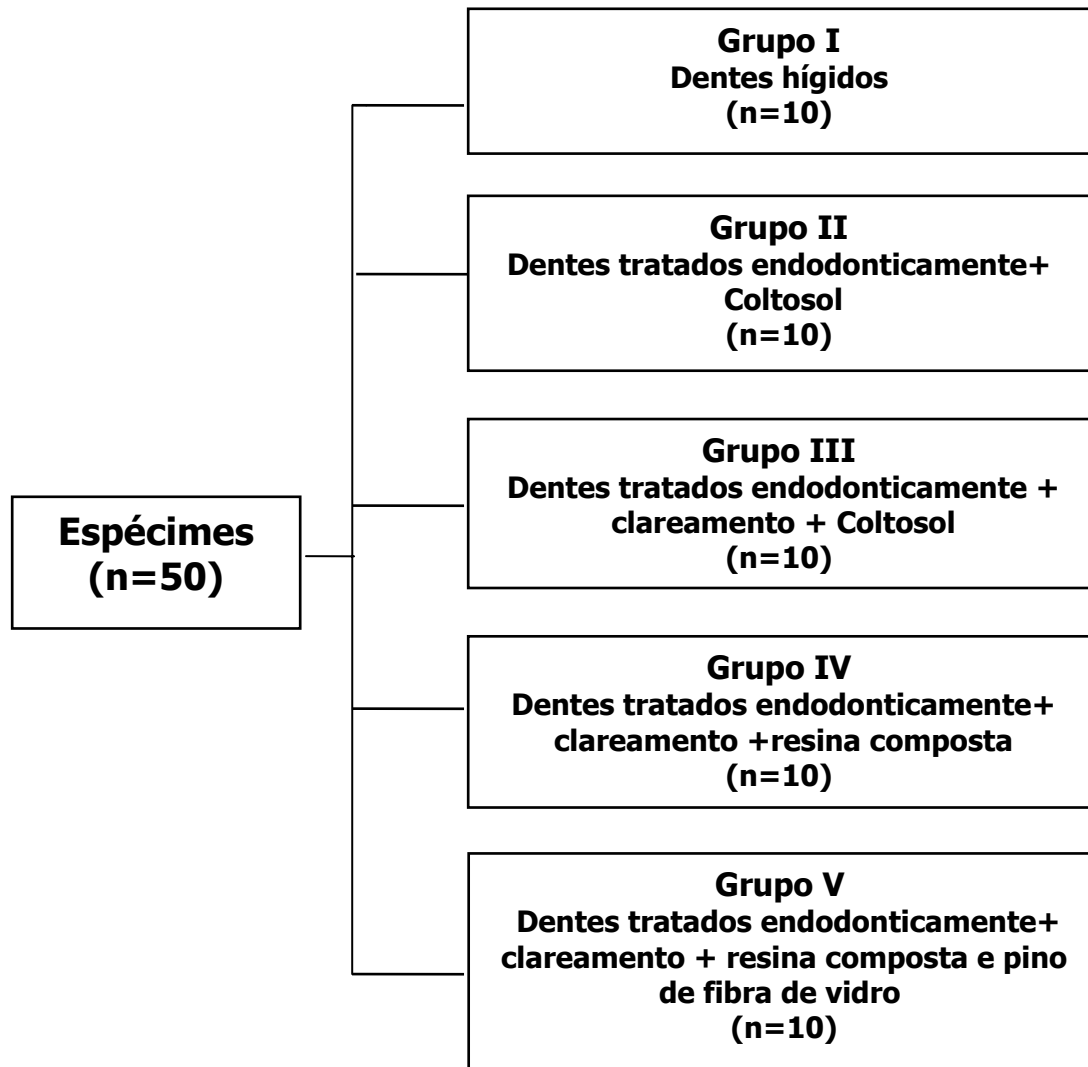 Grupo I
Dentes hígidos
(n=10)
Grupo II
Dentes tratados endodonticamente+
Coltosol
(n=10)
Grupo III
Dentes tratados endodonticamente +
clareamento + Coltosol
(n=10)
Espécimes
(n=50)
Grupo IV
Dentes tratados endodonticamente+
clareamento +resina composta
(n=10)
Grupo V
Dentes tratados endodonticamente+
clareamento + resina composta e pino
de fibra de vidro
(n=10)